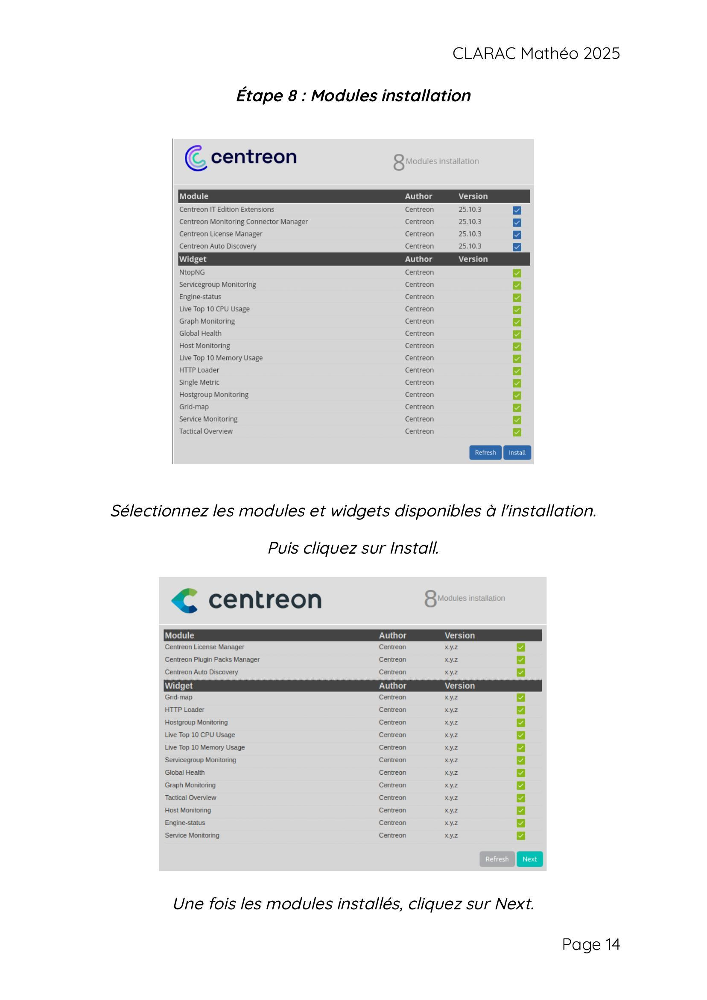 CLARAC Mathéo 2025
Étape 8 : Modules installation
centreon
8 Modules installation
Module Author Version
Centreon IT Edition Extensions Centreon 25.10.3
Centreon Monitoring Connector Manager Centreon 25.10.3
Centreon License Manager Centreon 25.10.3
Centreon Auto Discovery Centreon 25.10.3
Widget Author Version
NtopNG Centreon
Servicegroup Monitoring Centreon
Engine-status Centreon
Live Top 10 CPU Usage Centreon
Graph Monitoring Centreon
Global Health Centreon
Host Monitoring Centreon
Live Top 10 Memory Usage Centreon
HTTP Loader Centreon
Single Metric Centreon
Hostgroup Monitoring Centreon
Grid-map Centreon
Service Monitoring Centreon
Tactical Overview Centreon
Refresh Install
Sélectionnez les modules et widgets disponibles à l'installation.
Puis cliquez sur Install.
centreon
8 Modules installation
Module Author Version
Centreon License Manager Centreon x.y.z
Centreon Plugin Packs Manager Centreon x.y.z
Centreon Auto Discovery Centreon x.y.z
Widget Author Version
Grid-map Centreon x.y.z
HTTP Loader Centreon x.y.z
Hostgroup Monitoring Centreon x.y.z
Live Top 10 CPU Usage Centreon x.y.z
Live Top 10 Memory Usage Centreon x.y.z
Servicegroup Monitoring Centreon x.y.z
Global Health Centreon x.y.z
Graph Monitoring Centreon x.y.z
Tactical Overview Centreon x.y.z
Host Monitoring Centreon x.y.z
Engine-status Centreon x.y.z
Service Monitoring Centreon x.y.z
Refresh Next
Une fois les modules installés, cliquez sur Next.
Page 14